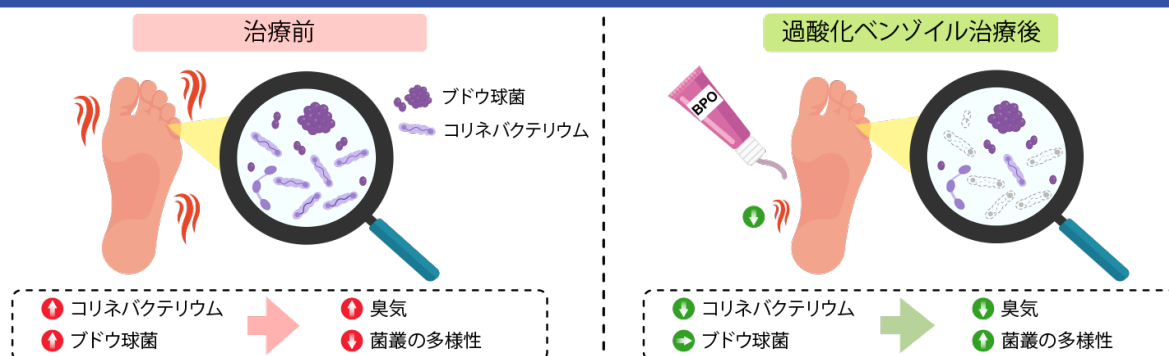 治療前
ブドウ球菌
コリネバクテリウム
コリネバクテリウム
臭気
ブドウ球菌
菌叢の多様性
過酸化ベンゾイル治療後
BPO
コリネバクテリウム
臭気
ブドウ球菌
菌叢の多様性